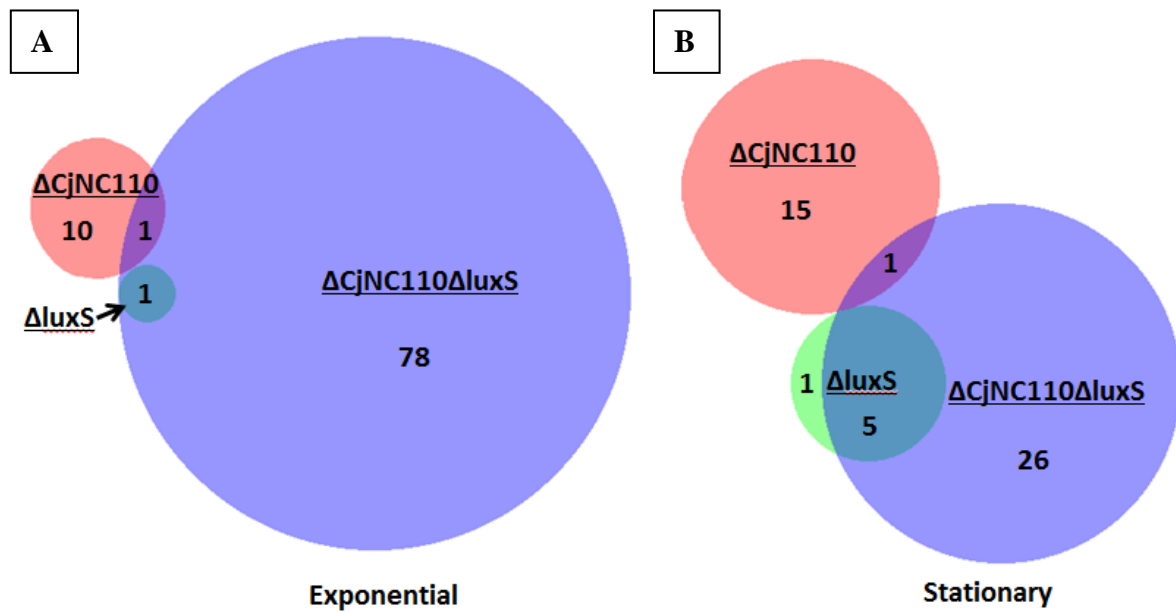 A
ΔCjNC110
10
1
1
ΔluxS
ΔCjNC110ΔluxS
78
Exponential
B
ΔCjNC110
15
1
1
ΔluxS
5
ΔCjNC110ΔluxS
26
Stationary